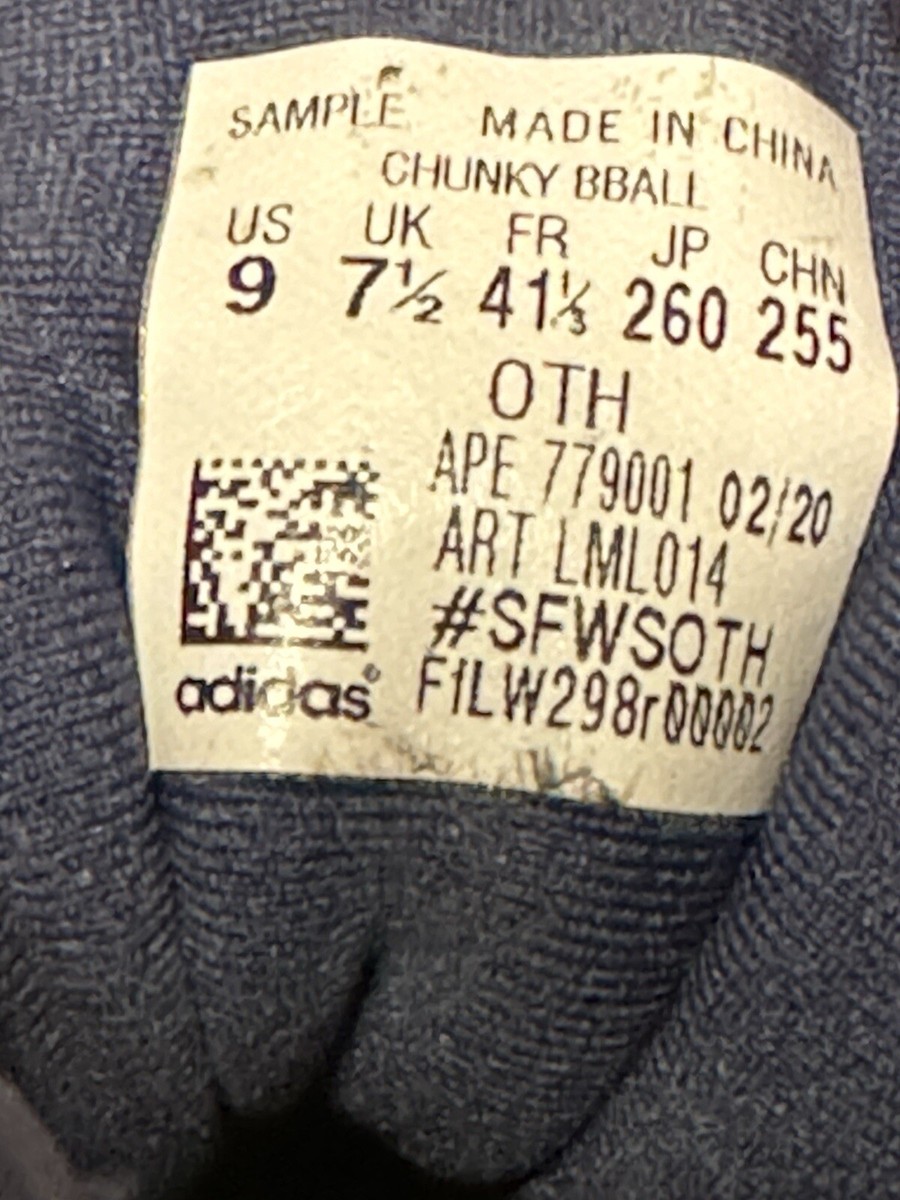 SAMPLE MADE IN CHINA
CHUNKY BBALL
US UK FR JP CHN
9 7½ 41⅓ 260 255
OTH
APE 779001 02/20
ART LML014
#SFWSOTH
adidas® F1LW298r00002